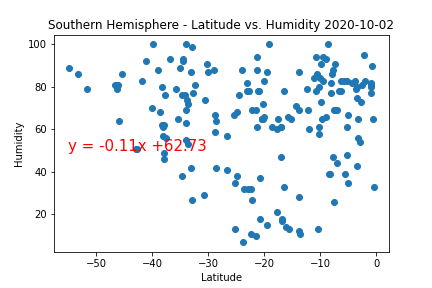 Southern Hemisphere - Latitude vs. Humidity 2020-10-02
100
80
60
40
20
Humidity
y = -0.11x +62.73
−50 −40 −30 −20 −10 0
Latitude